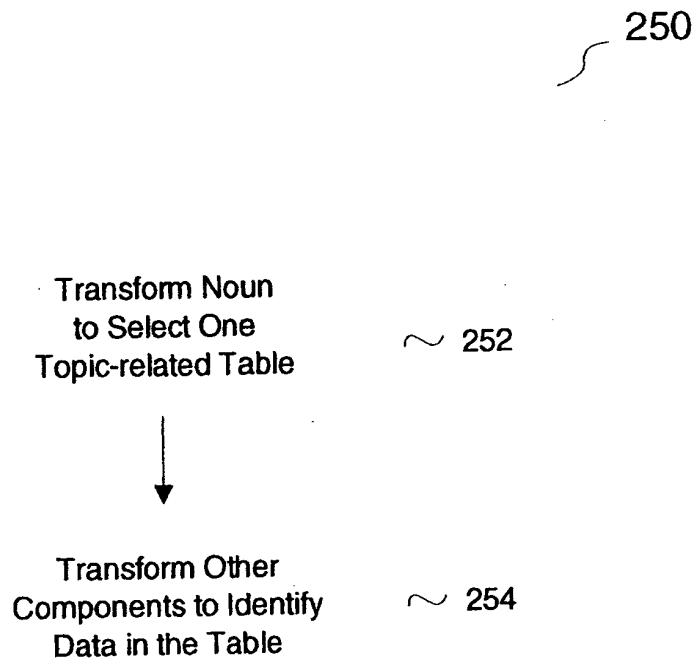 250
Transform Noun
to Select One
Topic-related Table
252
Transform Other
Components to Identify
Data in the Table
254